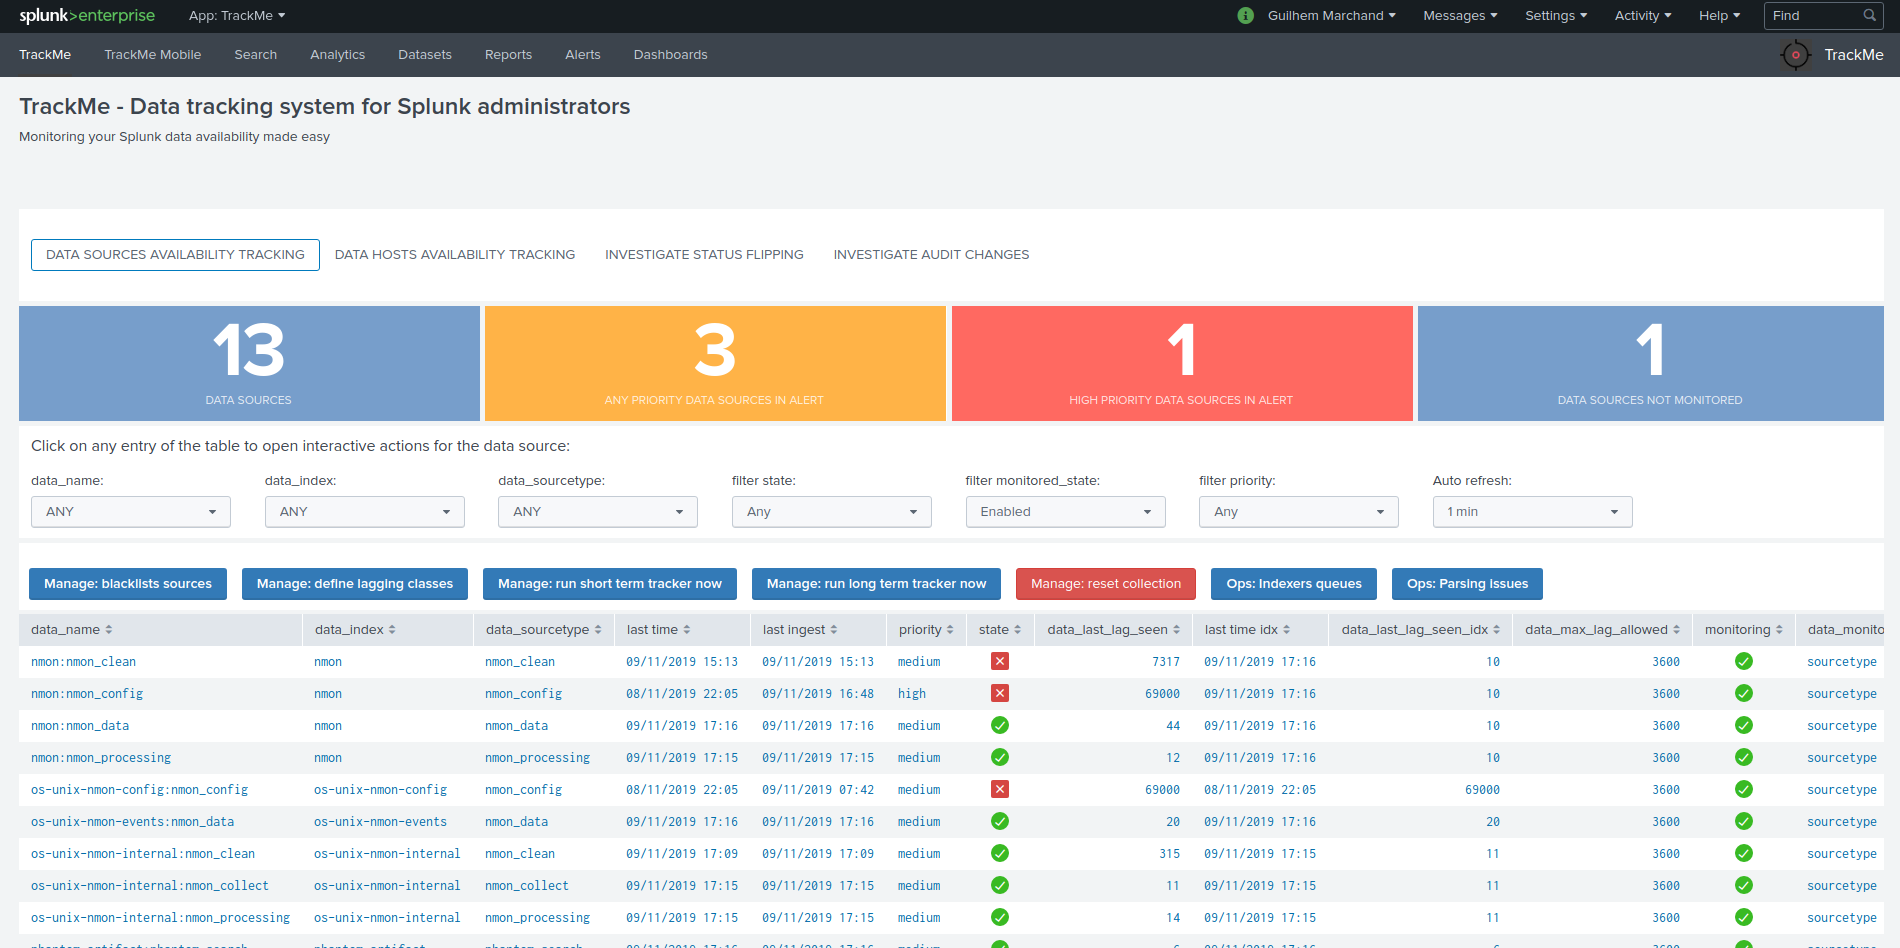 splunk>enterprise App: TrackMe i Guilhem Marchand Messages Settings Activity Help Find
TrackMe TrackMe Mobile Search Analytics Datasets Reports Alerts Dashboards TrackMe
TrackMe - Data tracking system for Splunk administrators
Monitoring your Splunk data availability made easy
DATA SOURCES AVAILABILITY TRACKING DATA HOSTS AVAILABILITY TRACKING INVESTIGATE STATUS FLIPPING INVESTIGATE AUDIT CHANGES
13 3 1 1
DATA SOURCES ANY PRIORITY DATA SOURCES IN ALERT HIGH PRIORITY DATA SOURCES IN ALERT DATA SOURCES NOT MONITORED
Click on any entry of the table to open interactive actions for the data source:
data_name: data_index: data_sourcetype: filter state: filter monitored_state: filter priority: Auto refresh:
ANY ANY ANY Any Enabled Any 1 min
Manage: blacklists sources Manage: define lagging classes Manage: run short term tracker now Manage: run long term tracker now Manage: reset collection Ops: Indexers queues Ops: Parsing issues
data_name data_index data_sourcetype last time last ingest priority state data_last_lag_seen last time idx data_last_lag_seen_idx data_max_lag_allowed monitoring data_monito
nmon:nmon_clean nmon nmon_clean 09/11/2019 15:13 09/11/2019 15:13 medium 7317 09/11/2019 17:16 10 3600 sourcetype
nmon:nmon_config nmon nmon_config 08/11/2019 22:05 09/11/2019 16:48 high 69000 09/11/2019 17:16 10 3600 sourcetype
nmon:nmon_data nmon nmon_data 09/11/2019 17:16 09/11/2019 17:16 medium 44 09/11/2019 17:16 10 3600 sourcetype
nmon:nmon_processing nmon nmon_processing 09/11/2019 17:15 09/11/2019 17:15 medium 12 09/11/2019 17:16 10 3600 sourcetype
os-unix-nmon-config:nmon_config os-unix-nmon-config nmon_config 08/11/2019 22:05 09/11/2019 07:42 medium 69000 08/11/2019 22:05 69000 3600 sourcetype
os-unix-nmon-events:nmon_data os-unix-nmon-events nmon_data 09/11/2019 17:16 09/11/2019 17:16 medium 20 09/11/2019 17:16 20 3600 sourcetype
os-unix-nmon-internal:nmon_clean os-unix-nmon-internal nmon_clean 09/11/2019 17:09 09/11/2019 17:09 medium 315 09/11/2019 17:15 11 3600 sourcetype
os-unix-nmon-internal:nmon_collect os-unix-nmon-internal nmon_collect 09/11/2019 17:15 09/11/2019 17:15 medium 11 09/11/2019 17:15 11 3600 sourcetype
os-unix-nmon-internal:nmon_processing os-unix-nmon-internal nmon_processing 09/11/2019 17:15 09/11/2019 17:15 medium 14 09/11/2019 17:15 11 3600 sourcetype